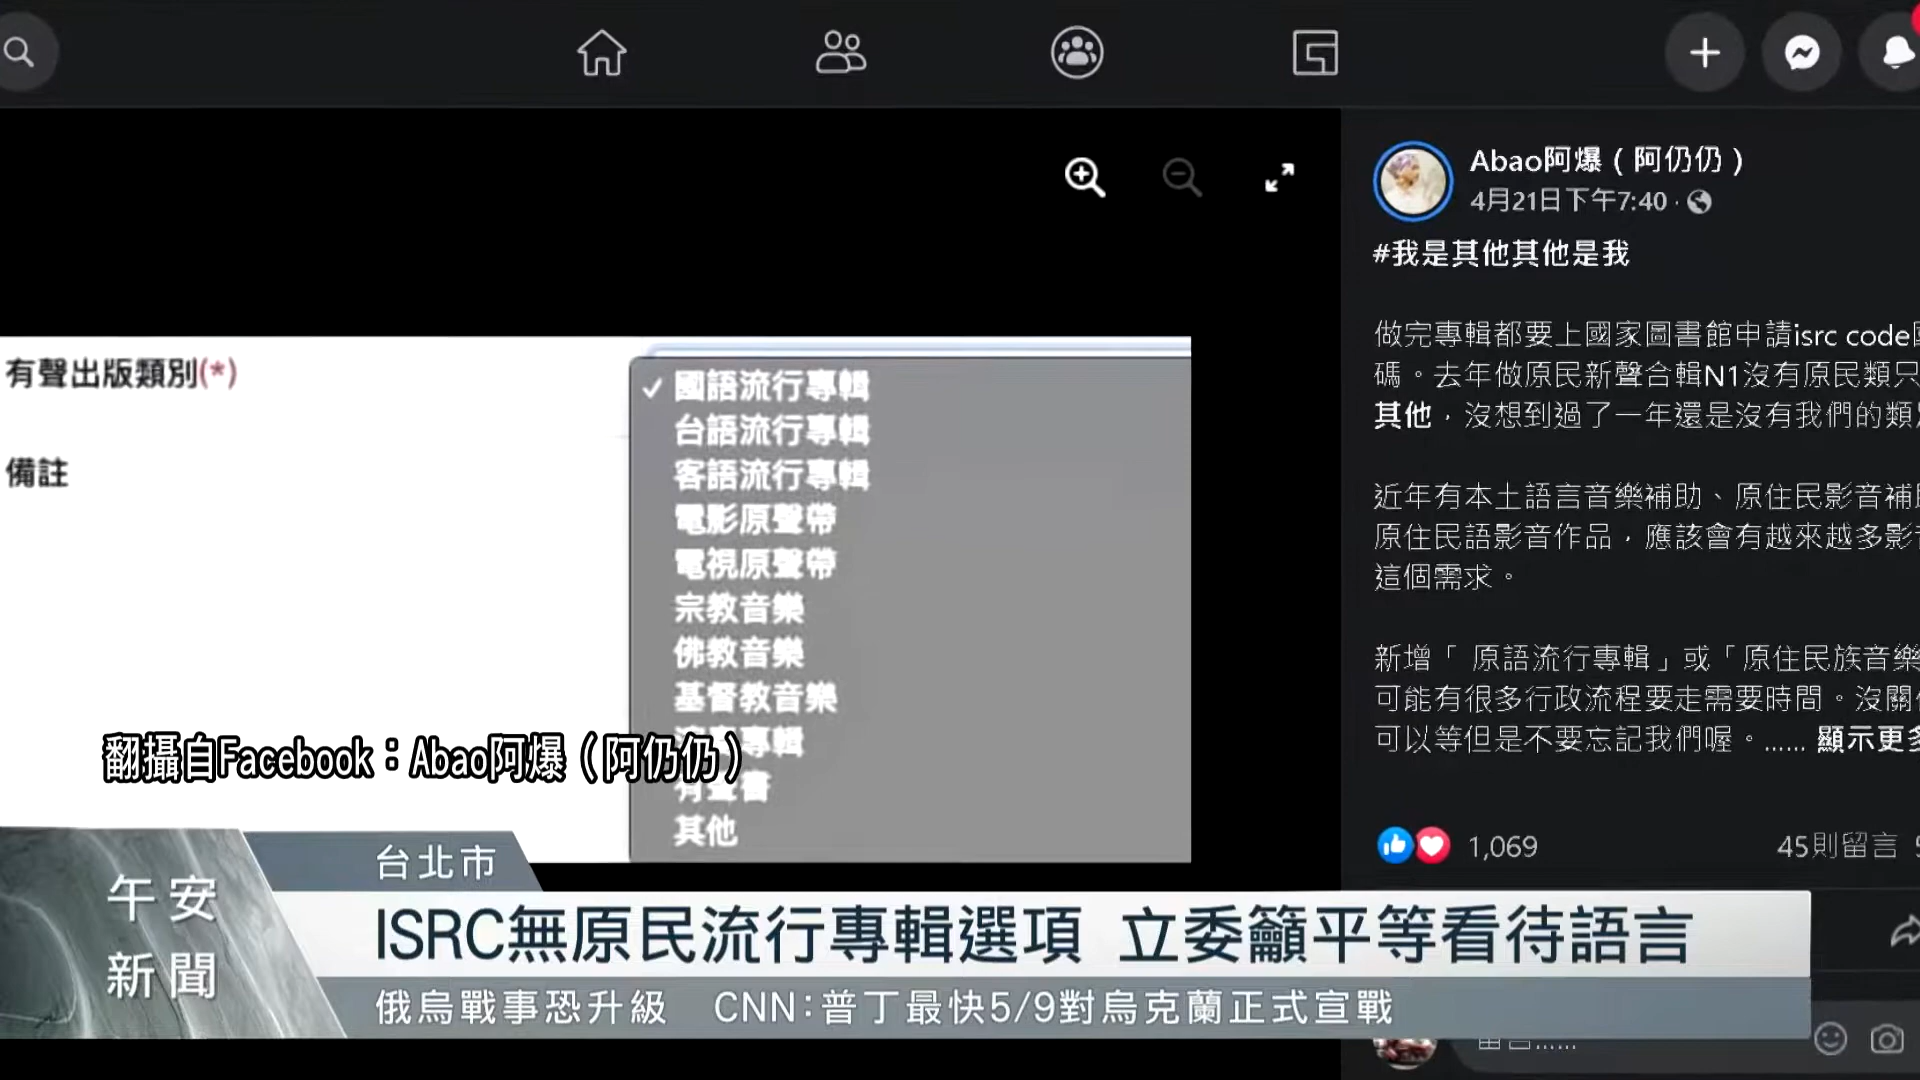 Abao阿爆（阿仍仍）
4月21日下午7:40
#我是其他其他是我
做完專輯都要上國家圖書館申請isrc code
碼。去年做原民新聲合輯N1沒有原民類只
其他，沒想到過了一年還是沒有我們的類
近年有本土語言音樂補助、原住民影音補
原住民語影音作品，應該會有越來越多影
這個需求。
新增「 原語流行專輯」或「原住民族音樂
可能有很多行政流程要走需要時間。沒關
可以等但是不要忘記我們喔。...... 顯示更多
1,069
45則留言
有聲出版類別(*)
備註
國語流行專輯
台語流行專輯
客語流行專輯
電影原聲帶
電視原聲帶
宗教音樂
佛教音樂
基督教音樂
專輯
有聲書
其他
翻攝自Facebook：Abao阿爆（阿仍仍）
午安
新聞
台北市
ISRC無原民流行專輯選項 立委籲平等看待語言
俄烏戰事恐升級 CNN:普丁最快5/9對烏克蘭正式宣戰